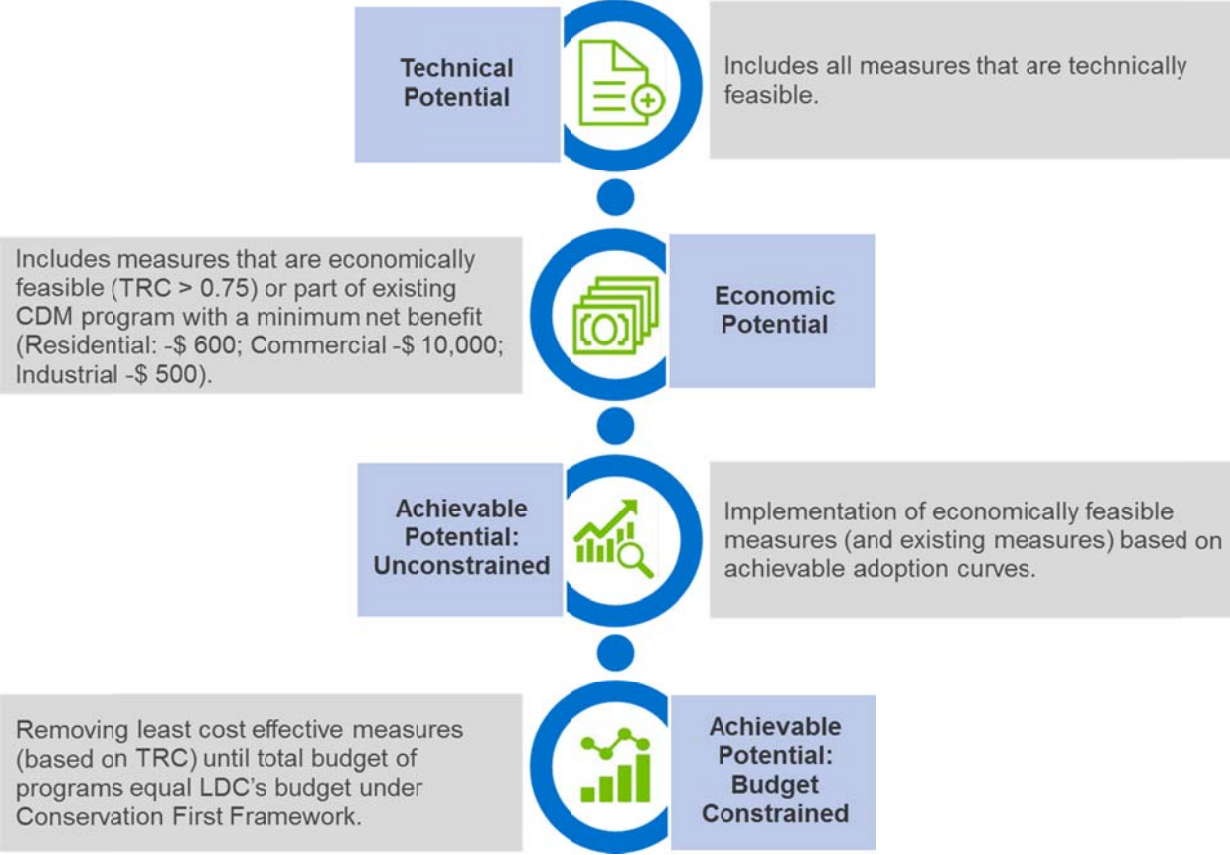 Technical
Potential
Includes all measures that are technically
feasible.
Includes measures that are economically
feasible (TRC > 0.75) or part of existing
CDM program with a minimum net benefit
(Residential: -$ 600; Commercial -$ 10,000;
Industrial -$ 500).
Economic
Potential
Achievable
Potential:
Unconstrained
Implementation of economically feasible
measures (and existing measures) based on
achievable adoption curves.
Removing least cost effective measures
(based on TRC) until total budget of
programs equal LDC's budget under
Conservation First Framework.
Achievable
Potential:
Budget
Constrained